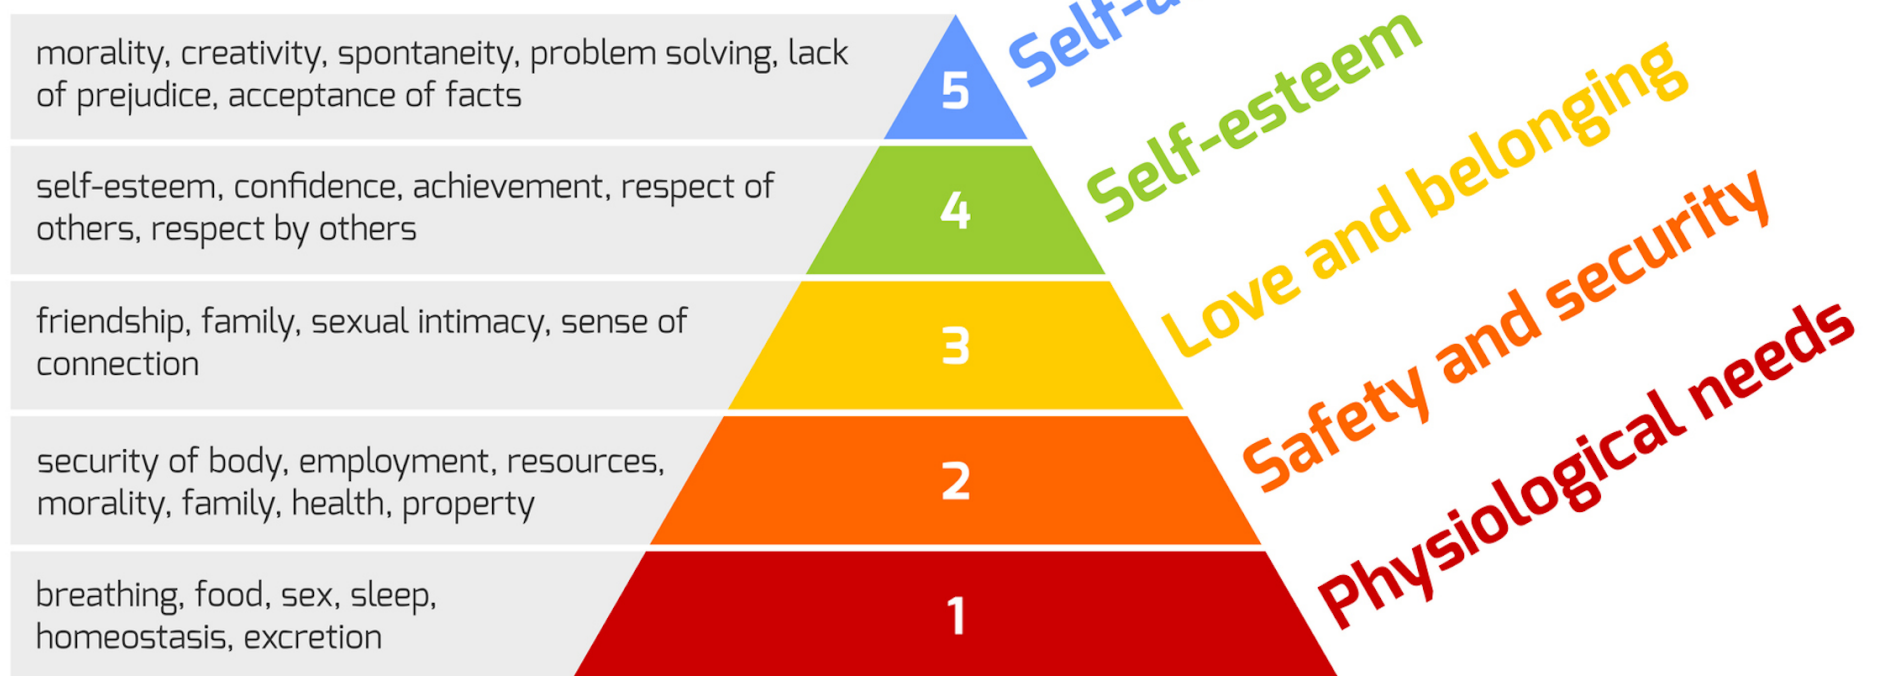 morality, creativity, spontaneity, problem solving, lack
of prejudice, acceptance of facts
5
self-esteem, confidence, achievement, respect of
others, respect by others
4
Self-esteem
friendship, family, sexual intimacy, sense of
connection
3
Love and belonging
security of body, employment, resources,
morality, family, health, property
2
Safety and security
breathing, food, sex, sleep,
homeostasis, excretion
1
Physiological needs